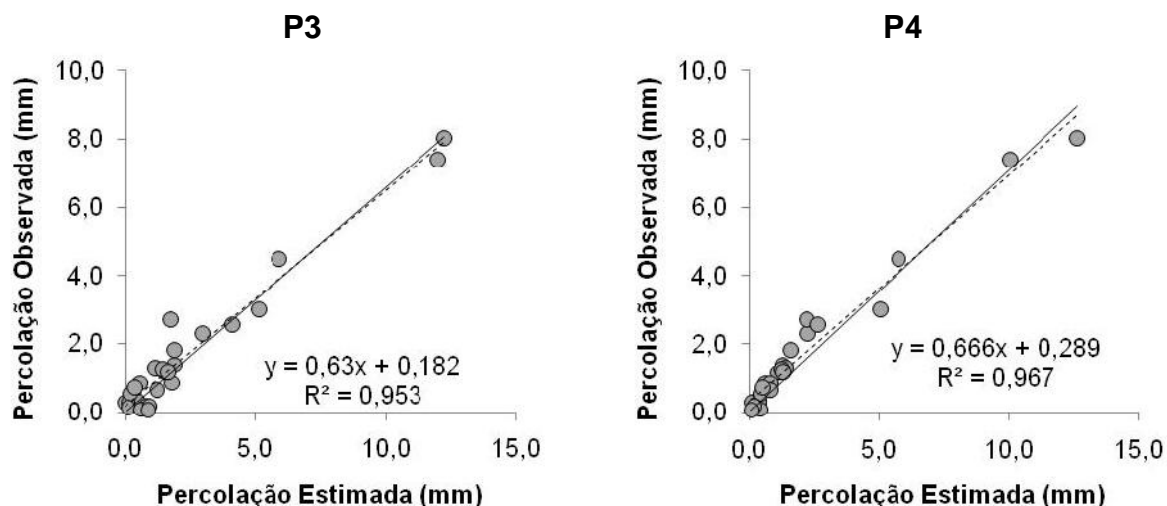 P3
Percolação Observada (mm)
10,0
8,0
6,0
4,0
2,0
0,0
y = 0,63x + 0,182
R² = 0,953
0,0 5,0 10,0 15,0
Percolação Estimada (mm)
P4
Percolação Observada (mm)
10,0
8,0
6,0
4,0
2,0
0,0
y = 0,666x + 0,289
R² = 0,967
0,0 5,0 10,0 15,0
Percolação Estimada (mm)